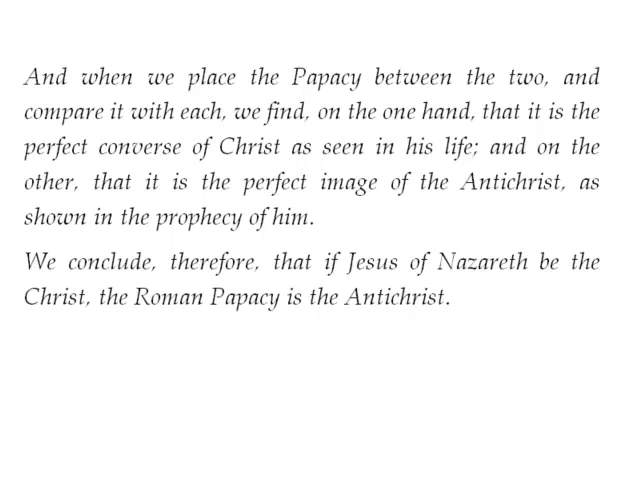 And when we place the Papacy between the two, and
compare it with each, we find, on the one hand, that it is the
perfect converse of Christ as seen in his life; and on the
other, that it is the perfect image of the Antichrist, as
shown in the prophecy of him.
We conclude, therefore, that if Jesus of Nazareth be the
Christ, the Roman Papacy is the Antichrist.